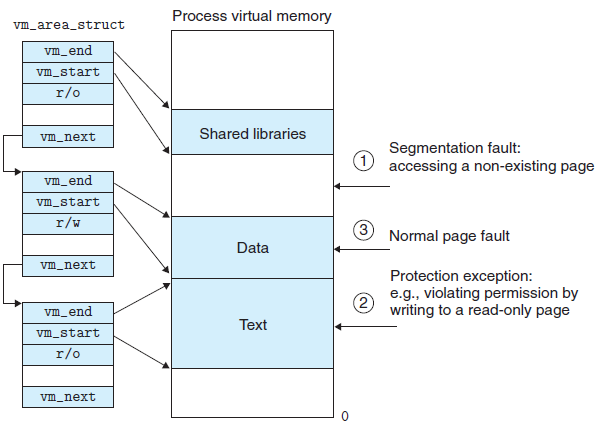 Process virtual memory
vm_area_struct
vm_end
vm_start
r/o
vm_next
vm_end
vm_start
r/w
vm_next
vm_end
vm_start
r/o
vm_next
Shared libraries
Data
Text
0
1
Segmentation fault:
accessing a non-existing page
3
Normal page fault
2
Protection exception:
e.g., violating permission by
writing to a read-only page